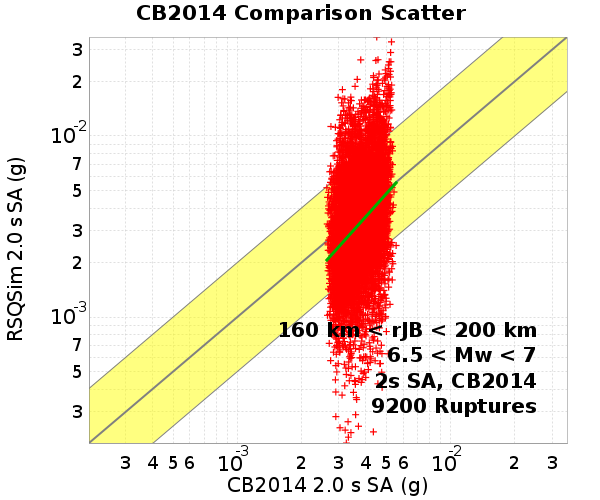 CB2014 Comparison Scatter
RSQSim 2.0 s SA (g)
3
2
10-2
7
5
3
2
10-3
7
5
3
160 km < rJB < 200 km
6.5 < Mw < 7
2s SA, CB2014
9200 Ruptures
3 4 5 6 10-3 2 3 4 5 6 10-2 2 3
CB2014 2.0 s SA (g)